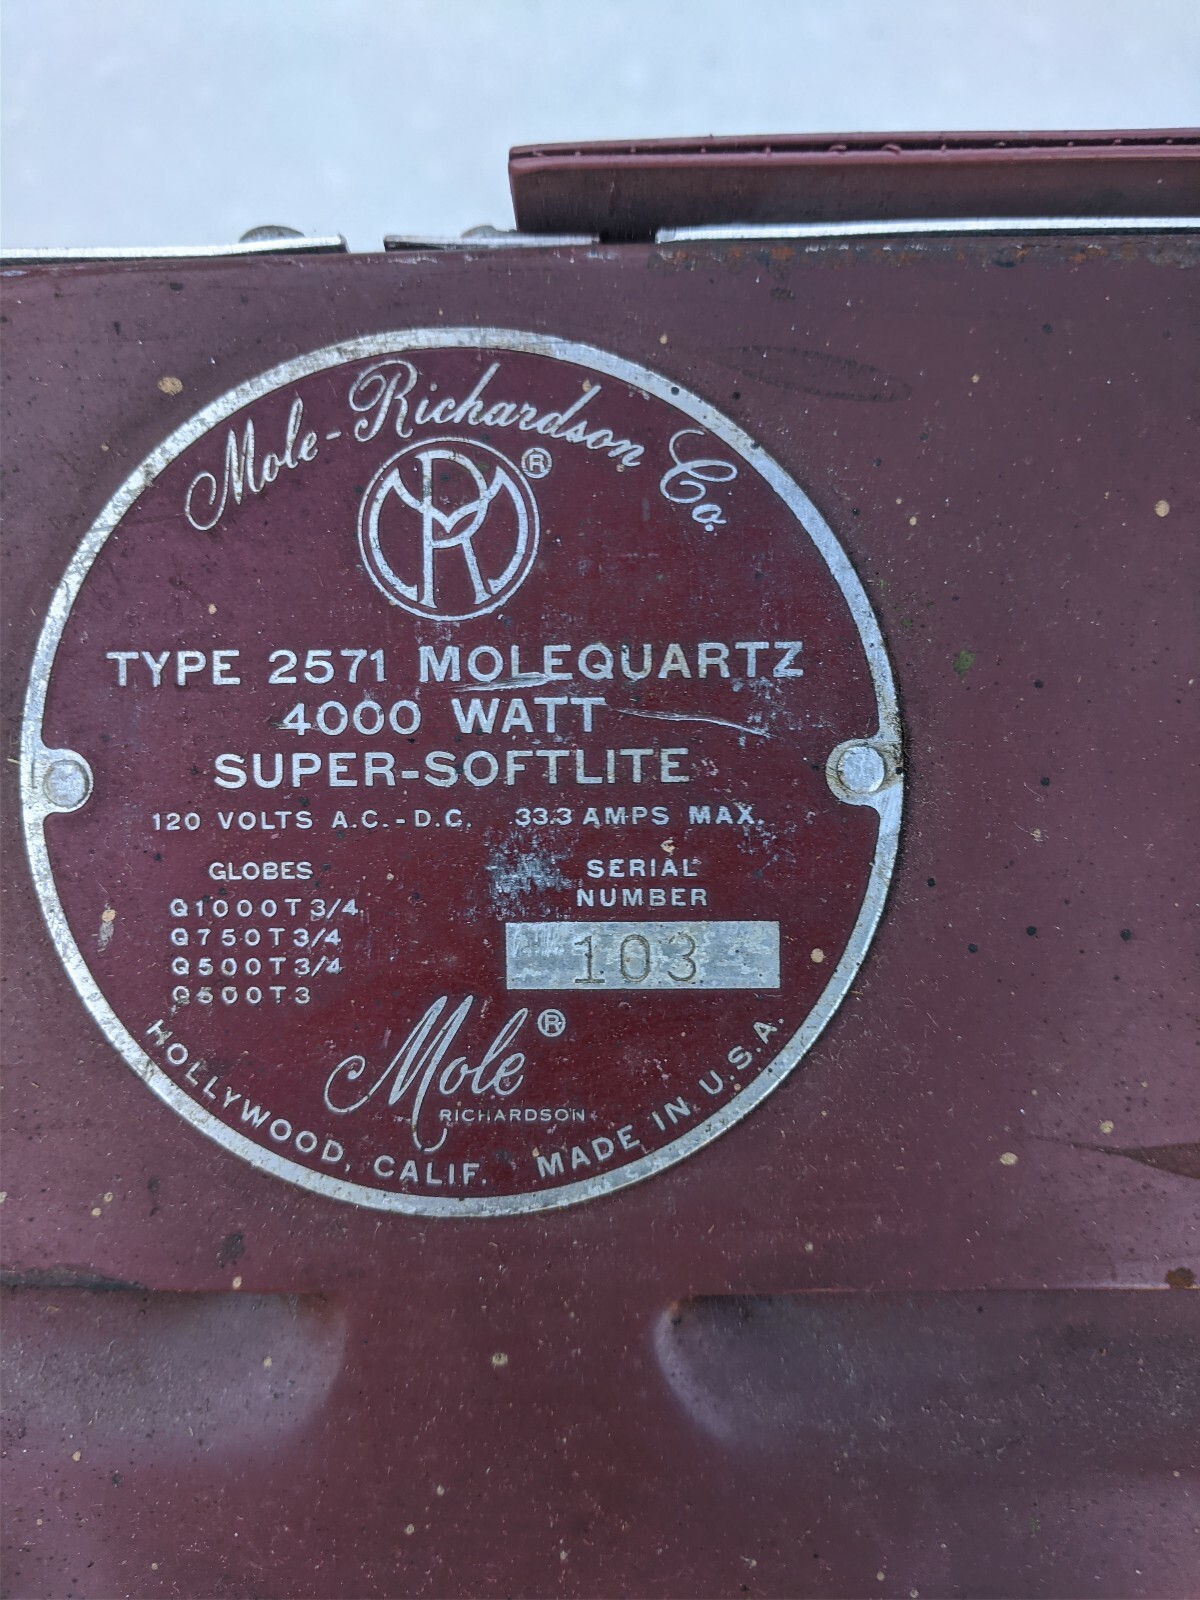 Mole-Richardson Co.
MR ®
TYPE 2571 MOLEQUARTZ
4000 WATT
SUPER-SOFTLITE
120 VOLTS A.C.-D.C. 33.3 AMPS MAX.
GLOBES
Q1000T3/4
Q750T3/4
Q500T3/4
Q500T3
SERIAL
NUMBER
103
Mole ®
RICHARDSON
HOLLYWOOD, CALIF. MADE IN U.S.A.